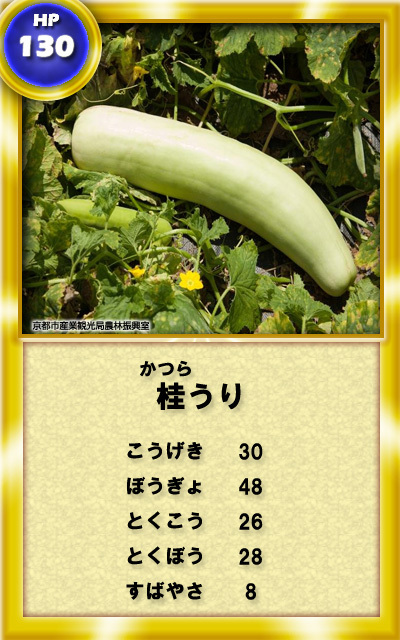 HP
130
京都市産業観光局農林振興室
かつら
桂うり
こうげき 30
ぼうぎょ 48
とくこう 26
とくぼう 28
すばやさ 8